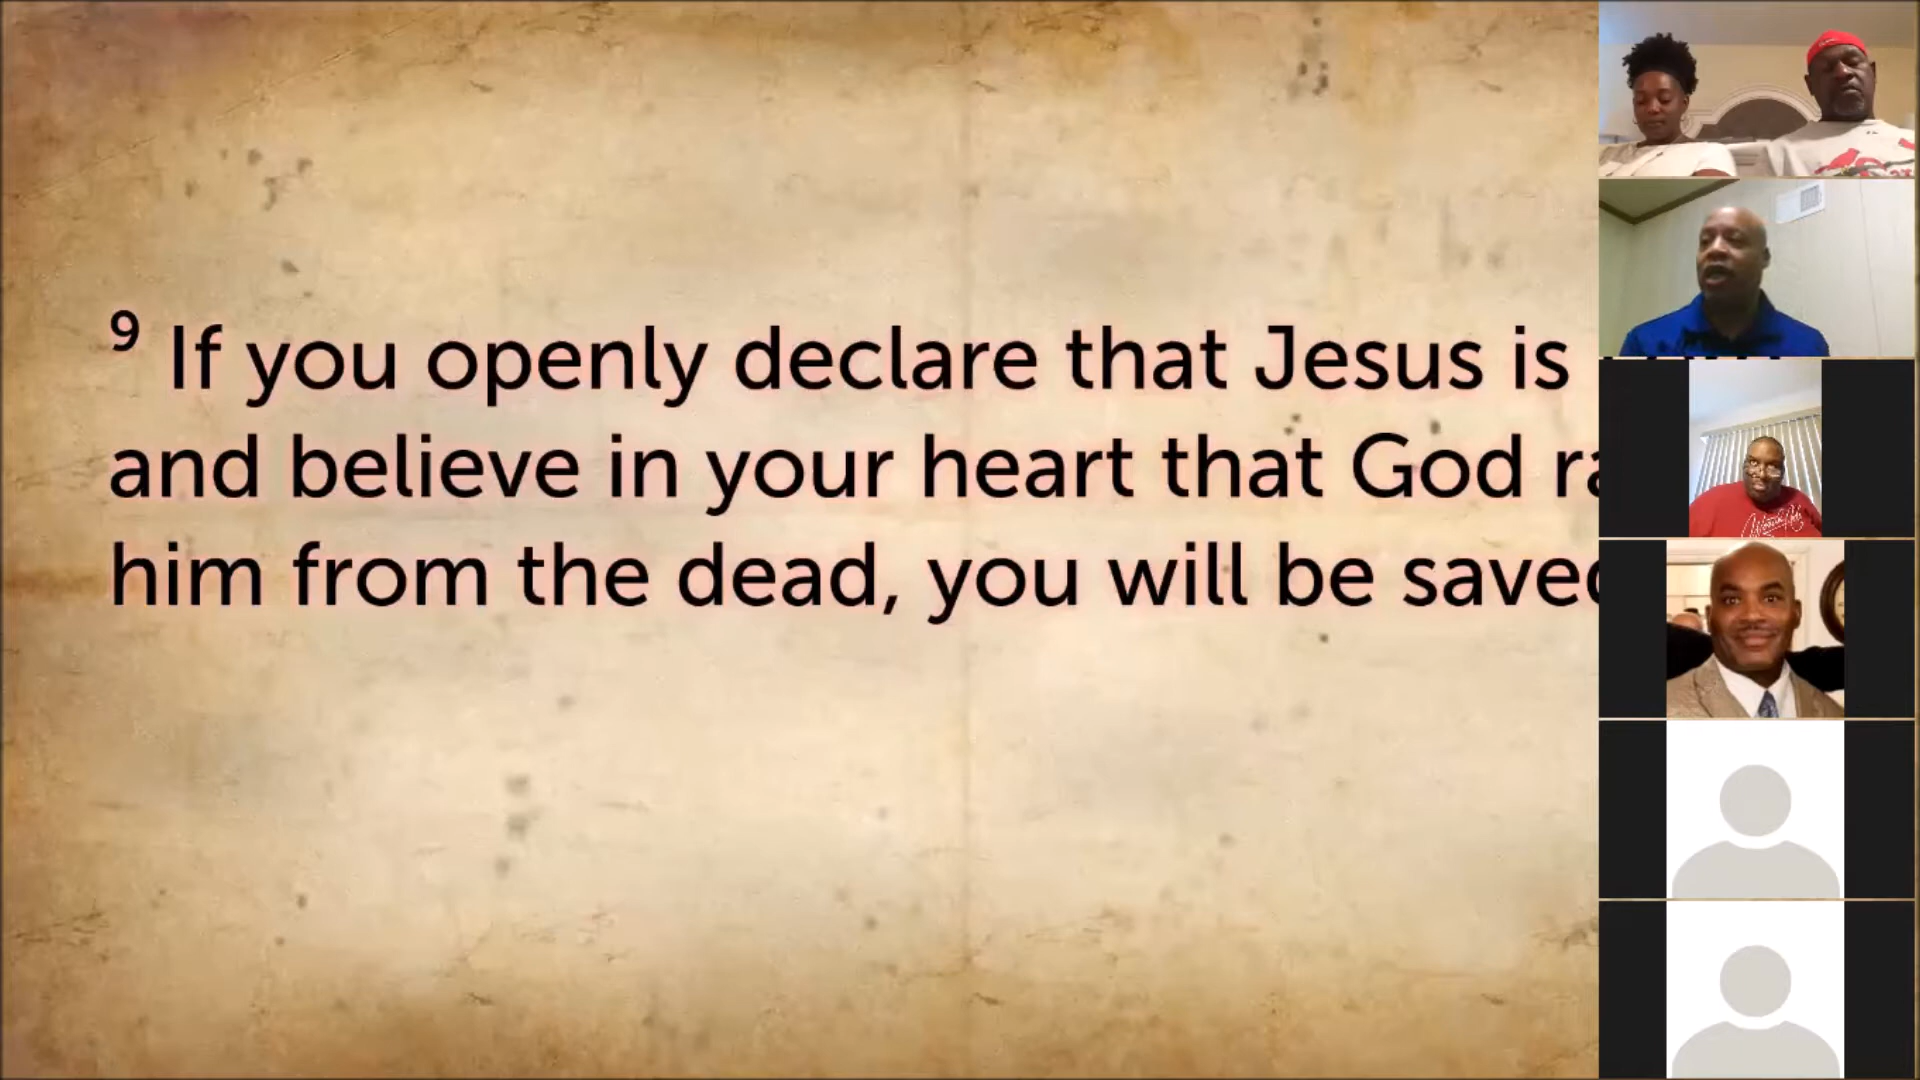 9 If you openly declare that Jesus is
and believe in your heart that God
him from the dead, you will be saved